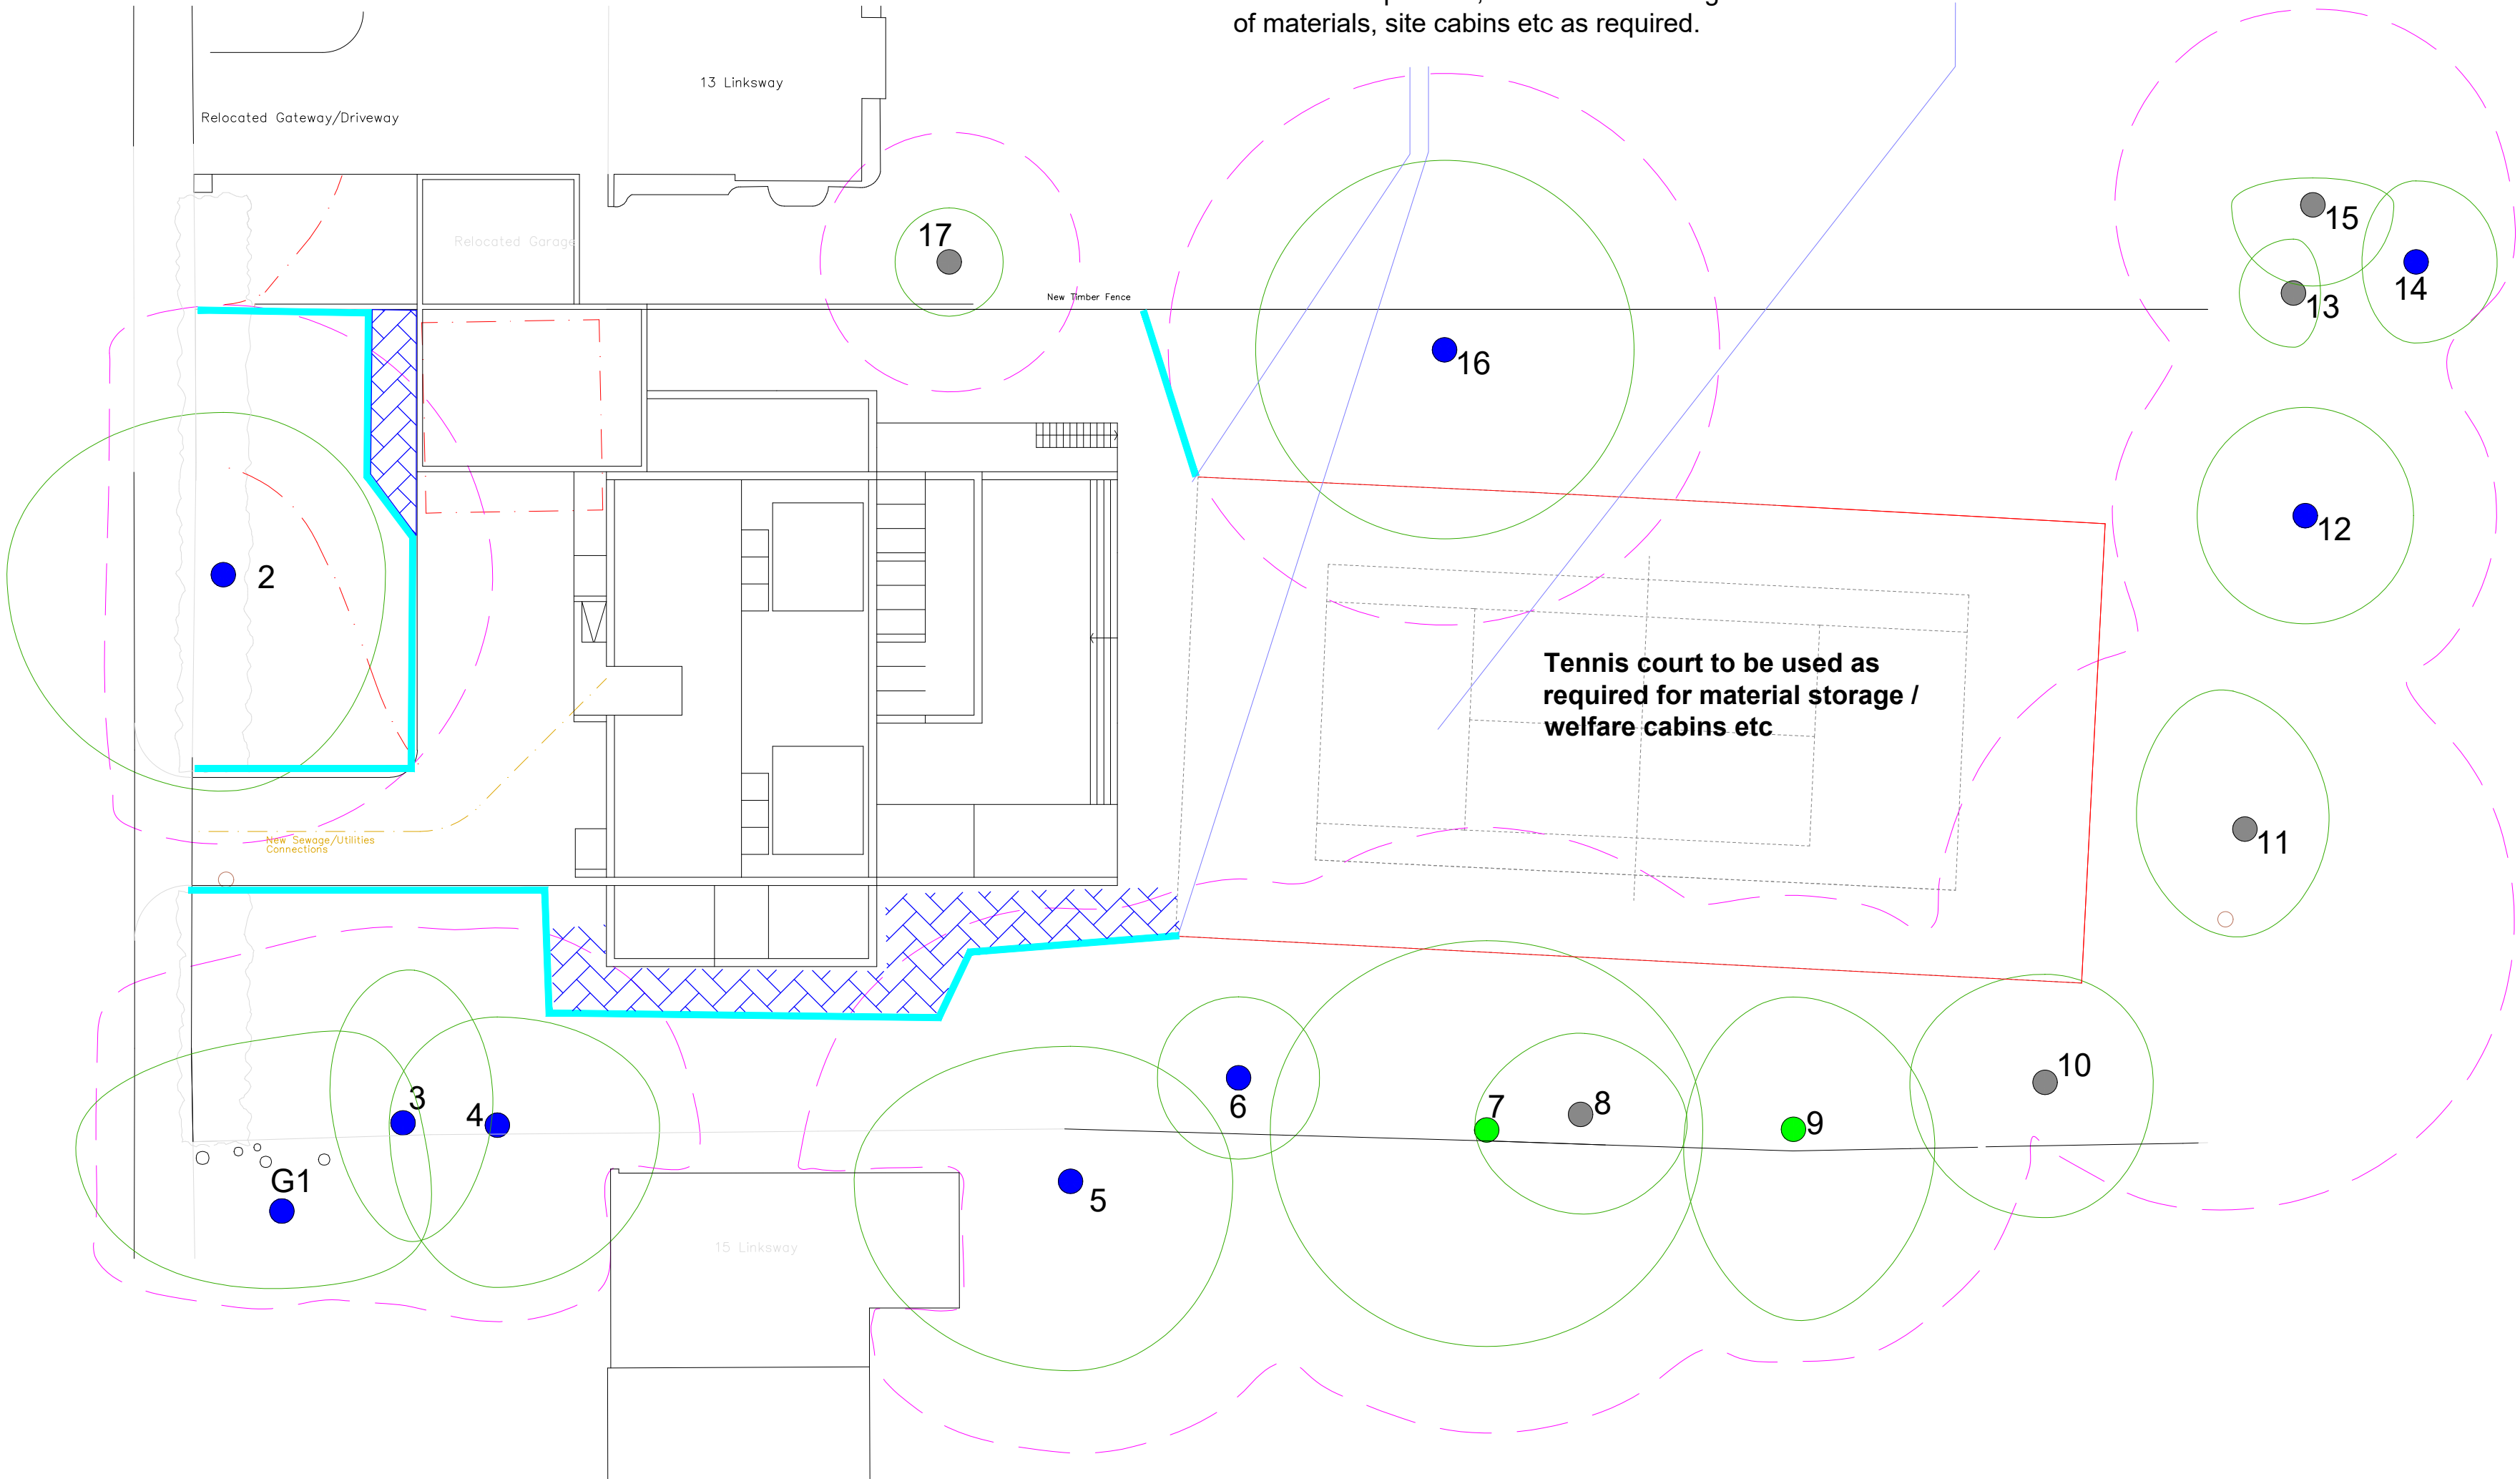 of materials, site cabins etc as required.
13 Linksway
Relocated Gateway/Driveway
15
17
Relocated Garage
14
New Timber Fence
13
16
12
2
Tennis court to be used as
required for material storage /
welfare cabins etc
11
New Sewage/Utilities
Connections
10
3
4
6
7
8
9
G1
5
15 Linksway